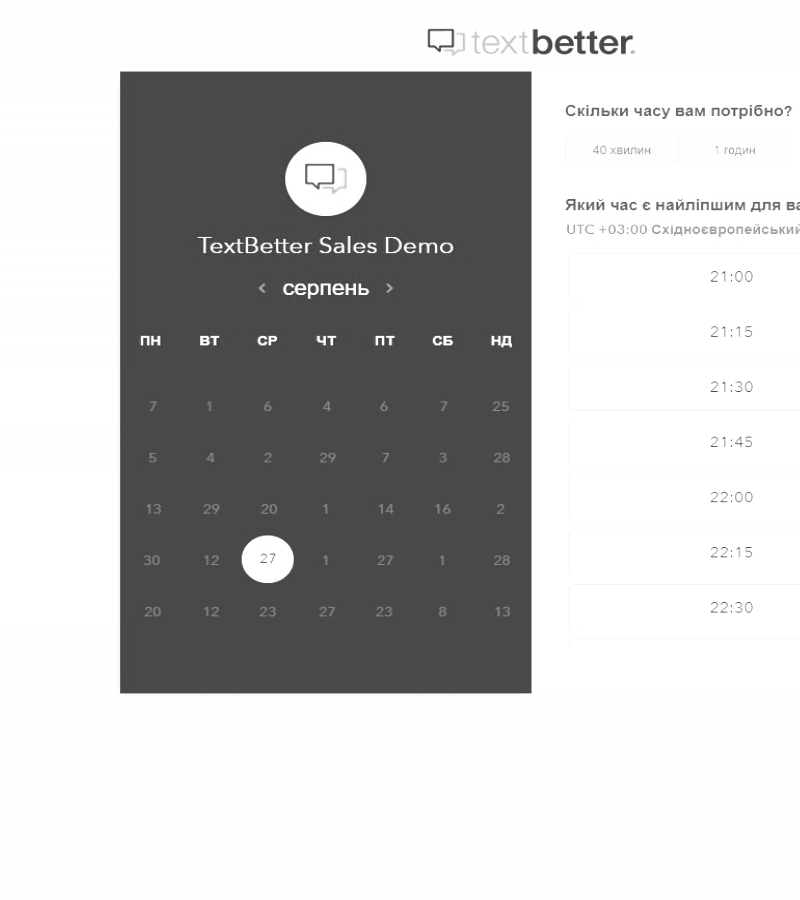 textbetter.
TextBetter Sales Demo
< серпень >
ПН ВТ СР ЧТ ПТ СБ НД
7 1 6 4 6 7 25
5 4 2 29 7 3 28
13 29 20 1 14 16 2
30 12 27 1 27 1 28
20 12 23 27 23 8 13
Скільки часу вам потрібно?
40 хвилин 1 годин
Який час є найліпшим для ва
UTC +03:00 Східноєвропейський
21:00
21:15
21:30
21:45
22:00
22:15
22:30